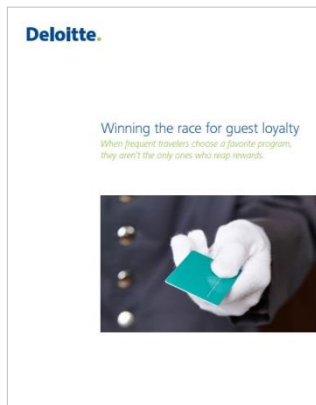 Deloitte.
Winning the race for guest loyalty
When frequent travelers choose a favorite program,
they aren't the only ones who reap rewards.